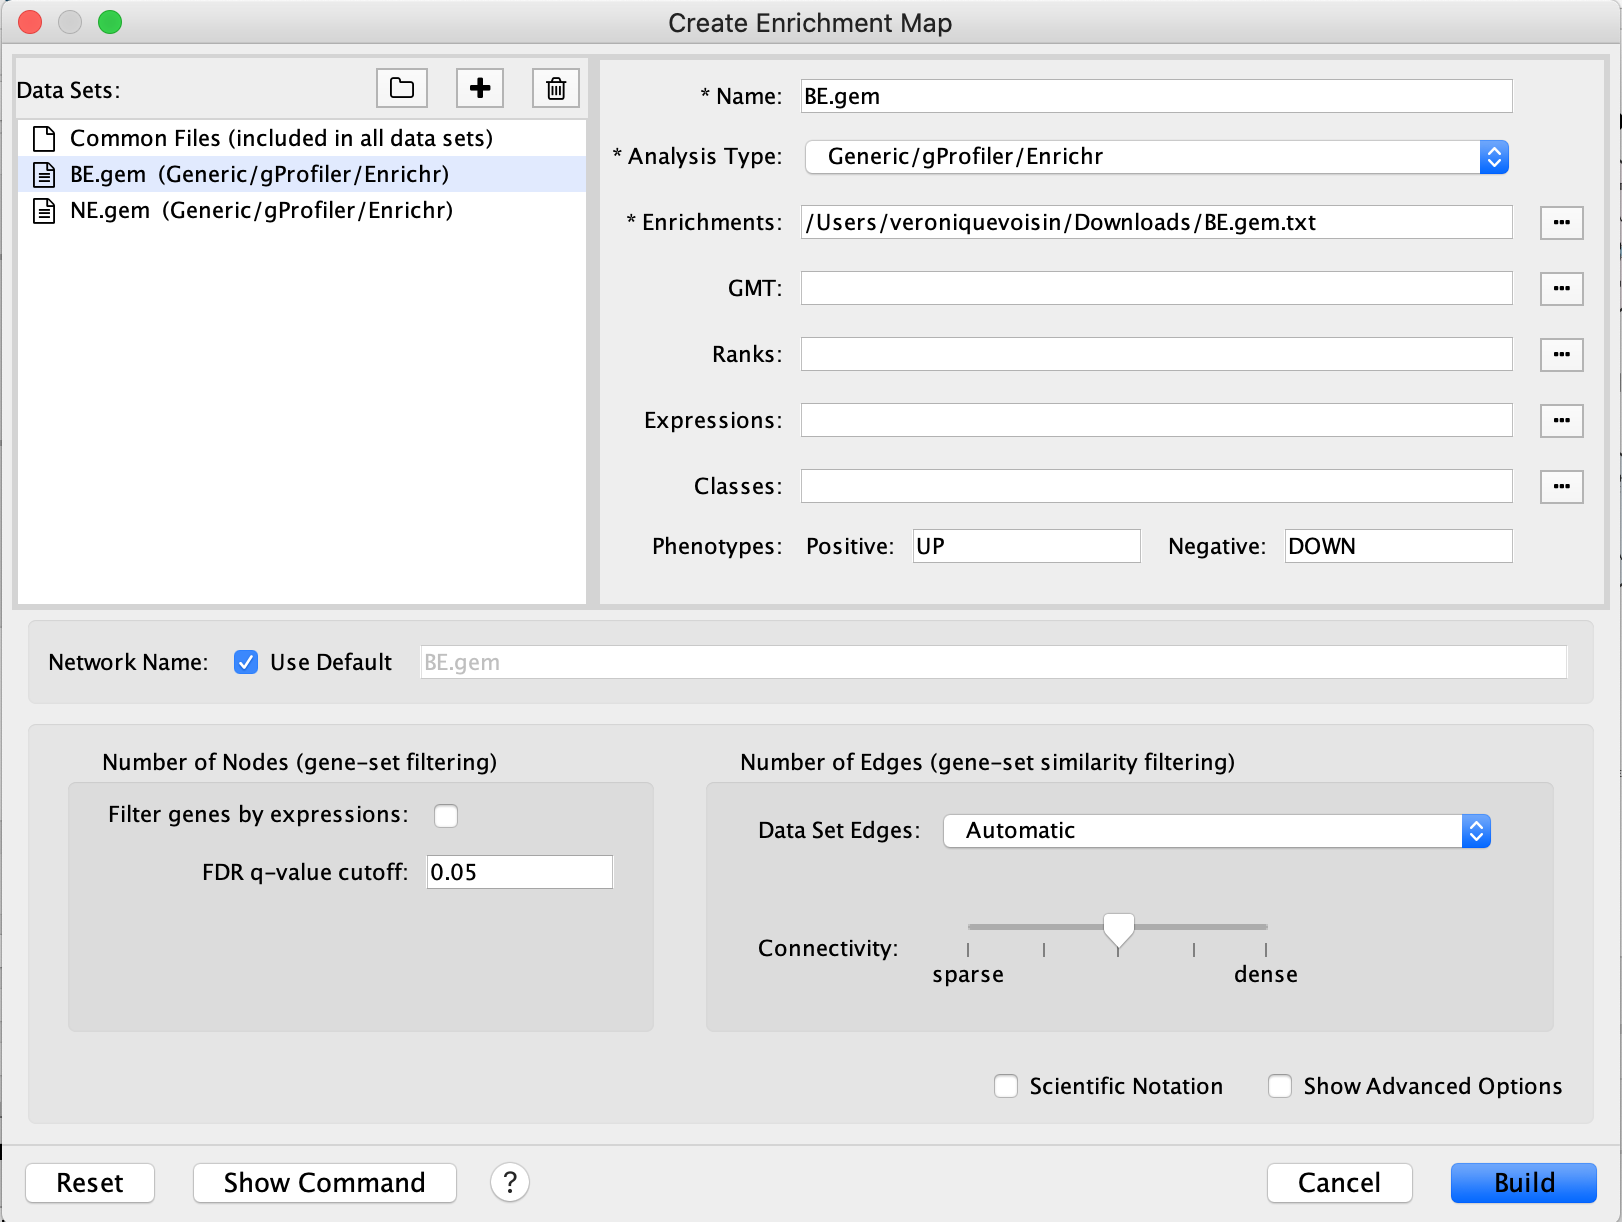 Create Enrichment Map
Data Sets:
Common Files (included in all data sets)
BE.gem (Generic/gProfiler/Enrichr)
NE.gem (Generic/gProfiler/Enrichr)
* Name: BE.gem
* Analysis Type: Generic/gProfiler/Enrichr
* Enrichments: /Users/veroniquevoisin/Downloads/BE.gem.txt
GMT:
Ranks:
Expressions:
Classes:
Phenotypes: Positive: UP Negative: DOWN
Network Name: Use Default BE.gem
Number of Nodes (gene-set filtering)
Filter genes by expressions:
FDR q-value cutoff: 0.05
Number of Edges (gene-set similarity filtering)
Data Set Edges: Automatic
Connectivity:
sparse dense
Scientific Notation Show Advanced Options
Reset Show Command ? Cancel Build